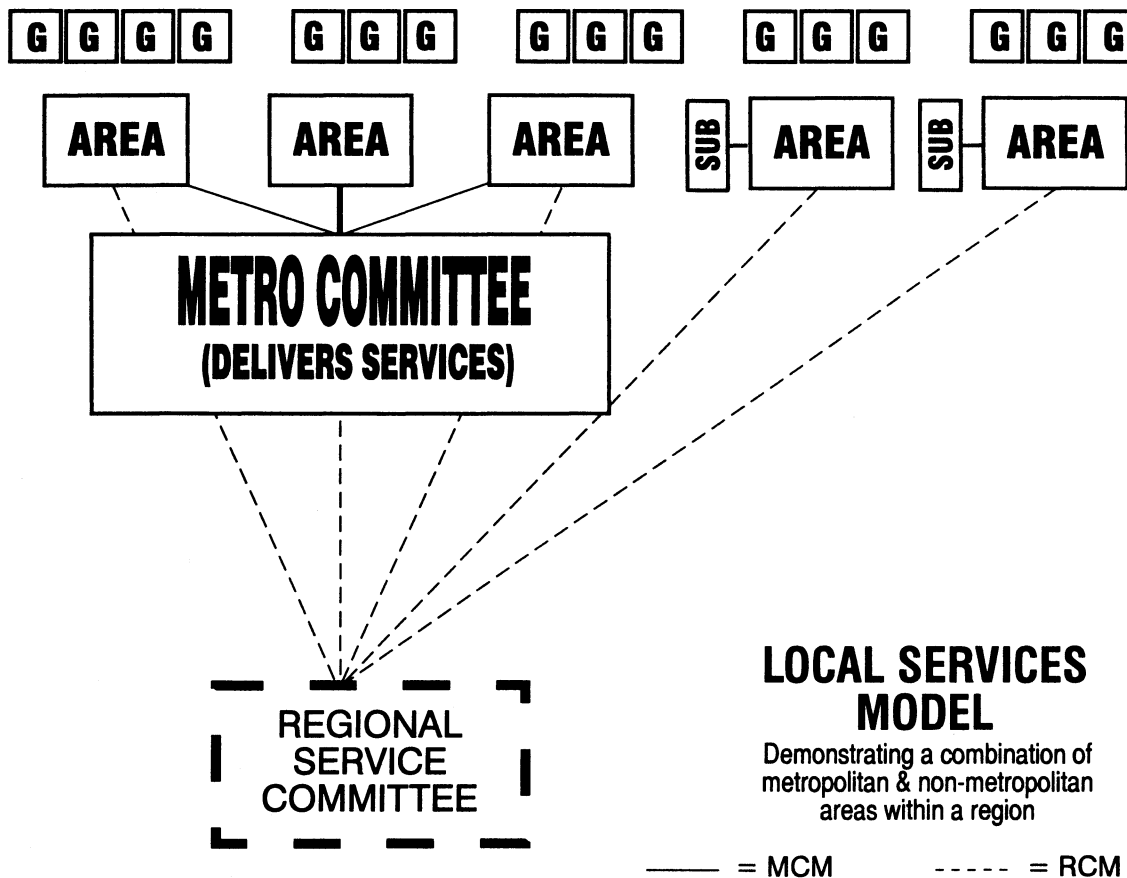 G G G G G G G G G G G G G G G G
AREA AREA AREA SUB AREA SUB AREA
METRO COMMITTEE
(DELIVERS SERVICES)
REGIONAL
SERVICE
COMMITTEE
LOCAL SERVICES
MODEL
Demonstrating a combination of
metropolitan & non-metropolitan
areas within a region
= MCM ----- = RCM